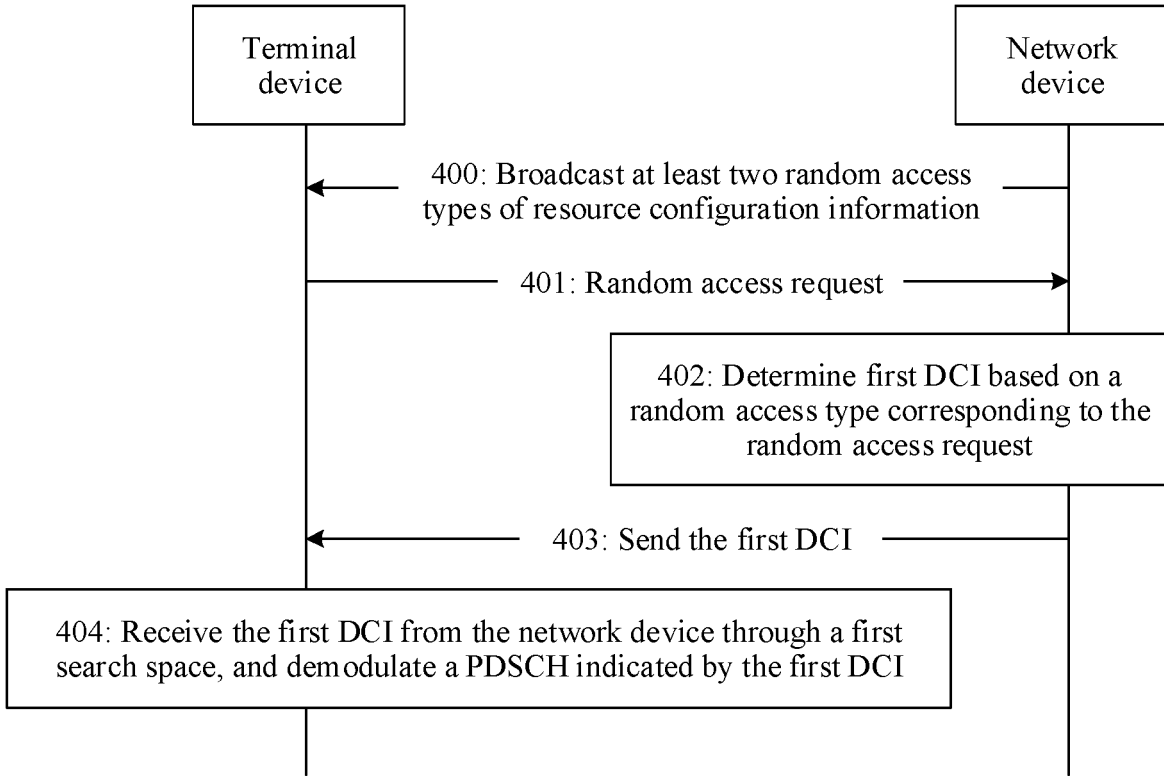 Terminal
device
Network
device
400: Broadcast at least two random access
types of resource configuration information
401: Random access request
402: Determine first DCI based on a
random access type corresponding to the
random access request
403: Send the first DCI
404: Receive the first DCI from the network device through a first
search space, and demodulate a PDSCH indicated by the first DCI